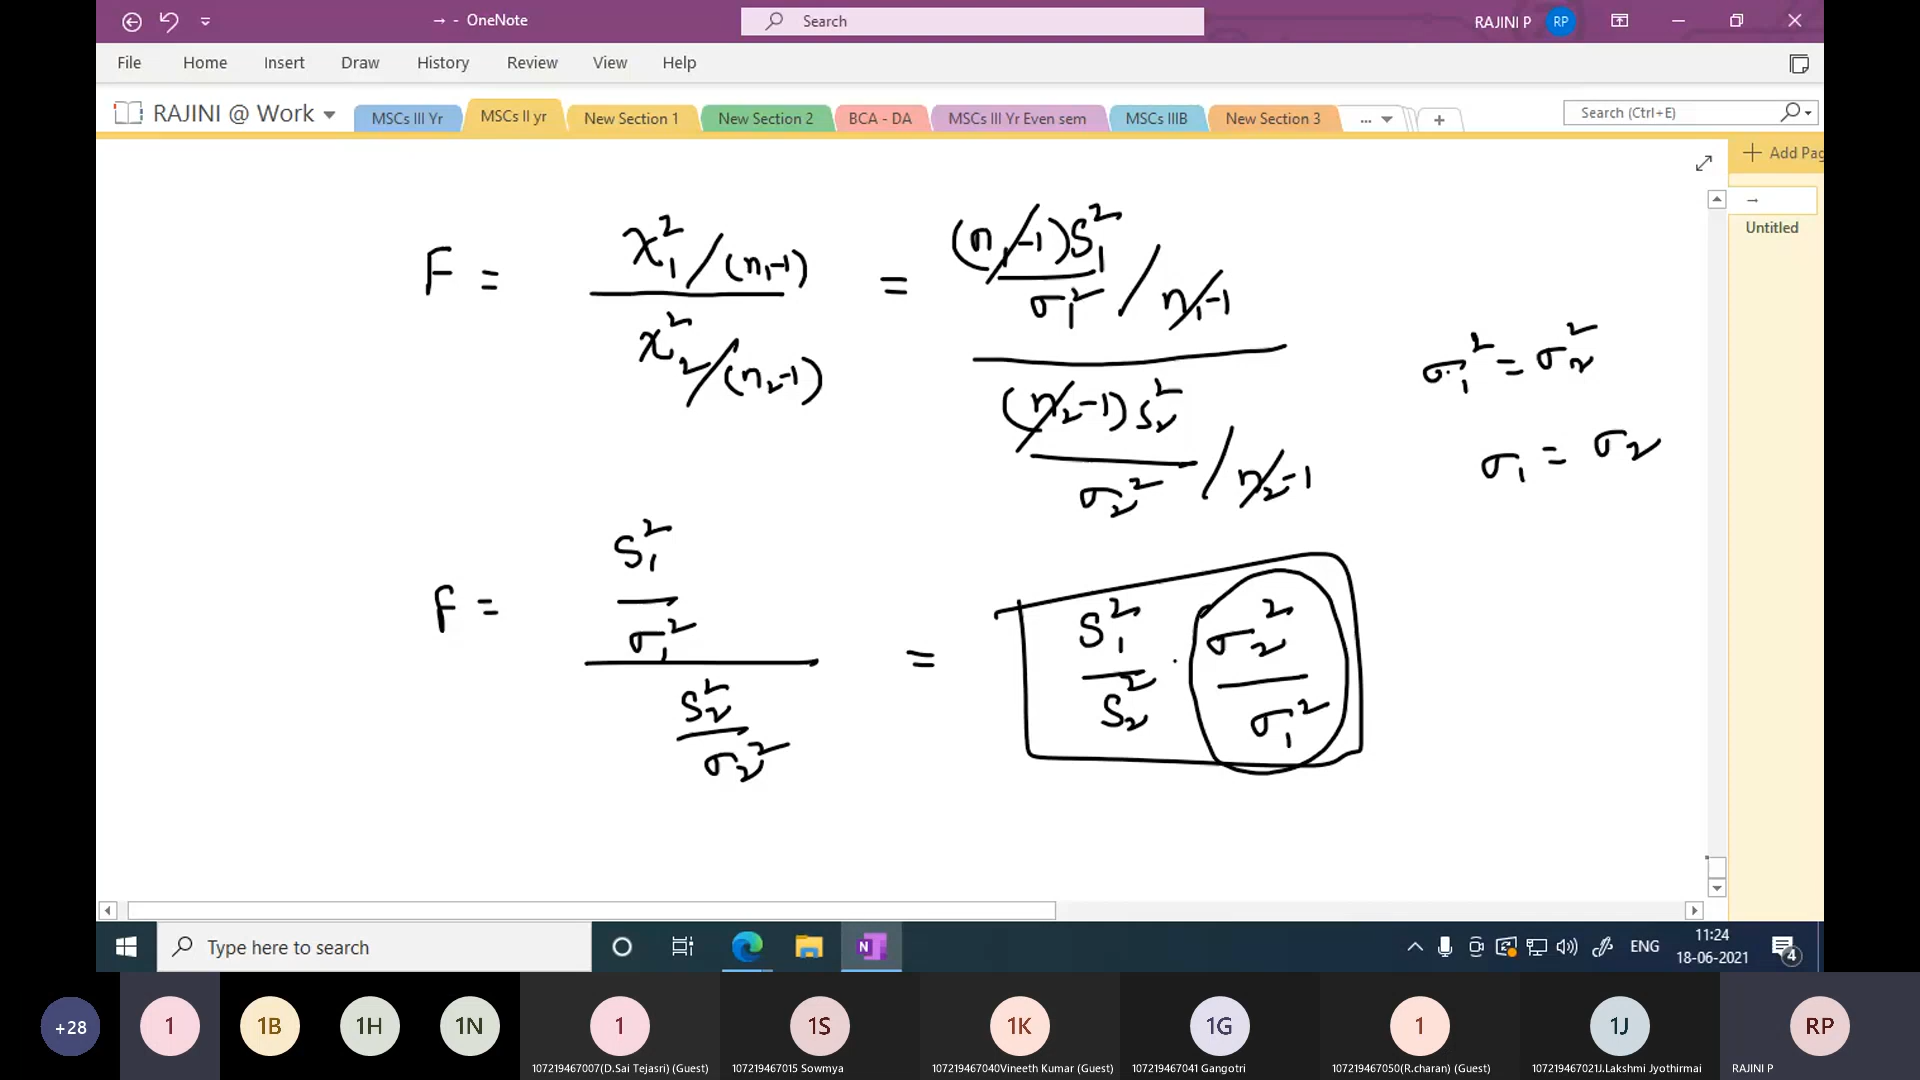 → - OneNote
Search
RAJINI P RP
File Home Insert Draw History Review View Help
RAJINI @ Work MSCs III Yr MSCs II yr New Section 1 New Section 2 BCA - DA MSCs III Yr Even sem MSCs IIIB New Section 3 ... + Search (Ctrl+E)
+ Add Pag
→
Untitled
F = χ₁²/(n₁-1) / χ₂²/(n₂-1) = (n₁-1)S₁²/σ₁² / n₁-1 / (n₂-1)S₂²/σ₂² / n₂-1
σ₁² = σ₂²
σ₁ = σ₂
F = S₁²/σ₁² / S₂²/σ₂² = S₁²/S₂² · σ₂²/σ₁²
Type here to search
N
ENG
11:24
18-06-2021
4
+28 1 1B 1H 1N 1 1S 1K 1G 1 1J RP
107219467007(D.Sai Tejasri) (Guest) 107219467015 Sowmya 107219467040Vineeth Kumar (Guest) 107219467041 Gangotri 107219467050(R.charan) (Guest) 107219467021J.Lakshmi Jyothirmai RAJINI P